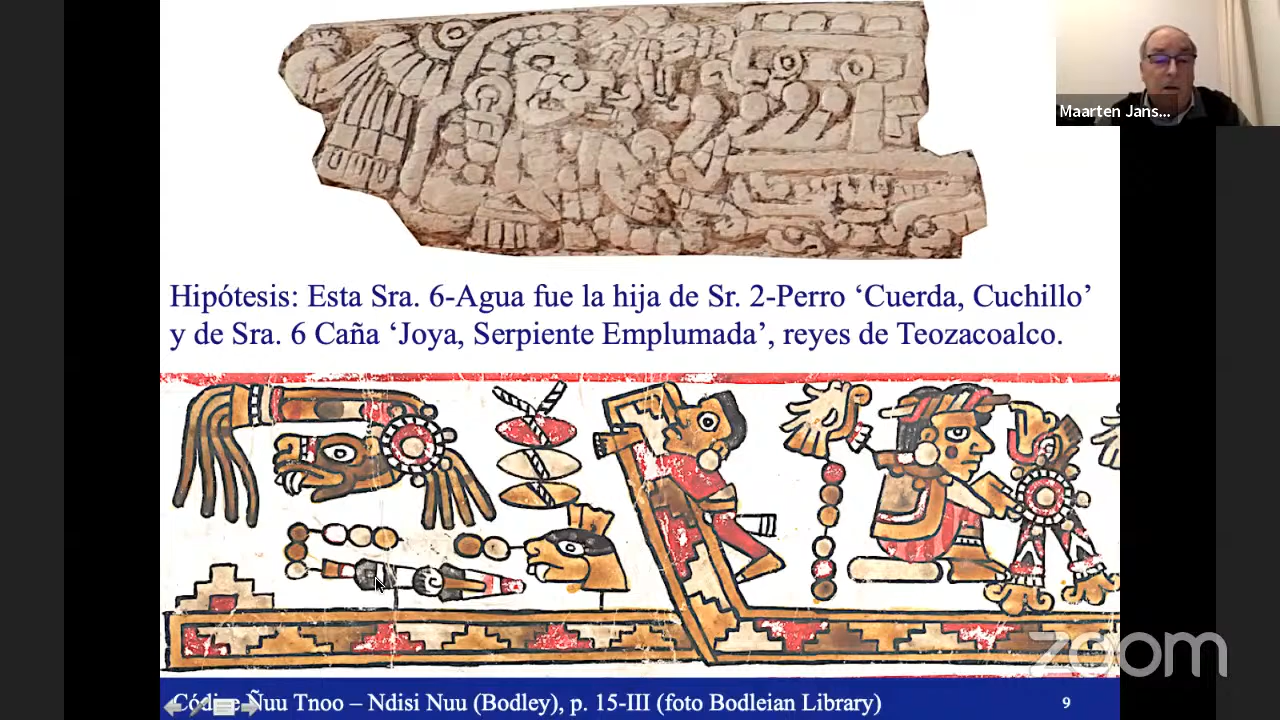 Maarten Jans...
Hipótesis: Esta Sra. 6-Agua fue la hija de Sr. 2-Perro ‘Cuerda, Cuchillo’
y de Sra. 6 Caña ‘Joya, Serpiente Emplumada’, reyes de Teozacoalco.
zoom
Códice Ñuu Tnoo – Ndisi Nuu (Bodley), p. 15-III (foto Bodleian Library)
9